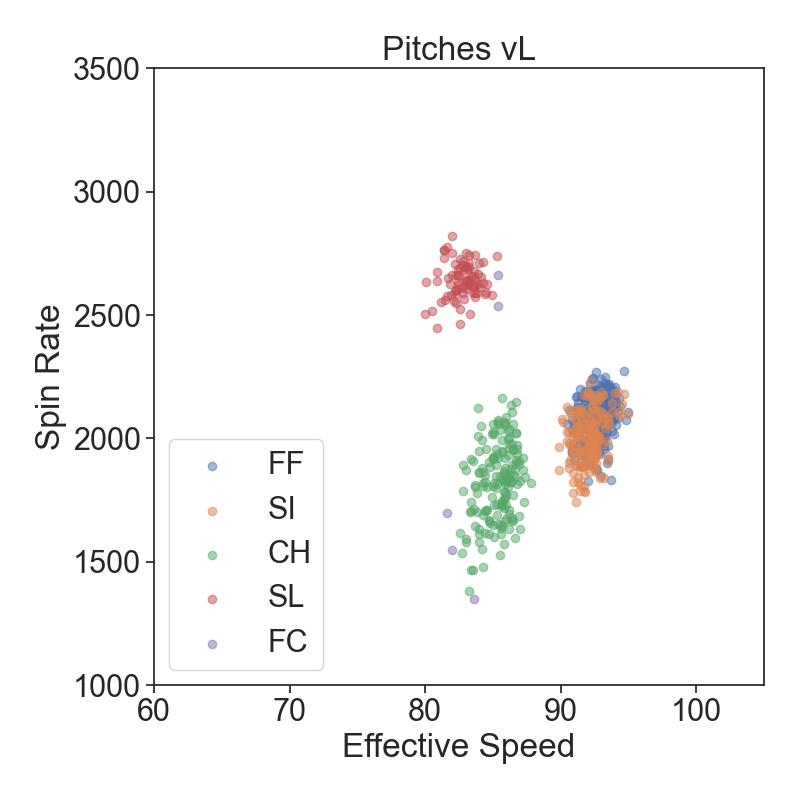 Pitches vL
3500
3000
2500
2000
1500
1000
Spin Rate
FF
SI
CH
SL
FC
60 70 80 90 100
Effective Speed